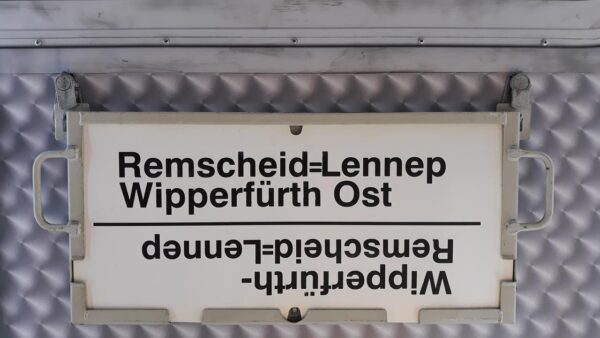 Remscheid=Lennep
Wipperfürth Ost
Wipperfürth-
Remscheid=Lennep